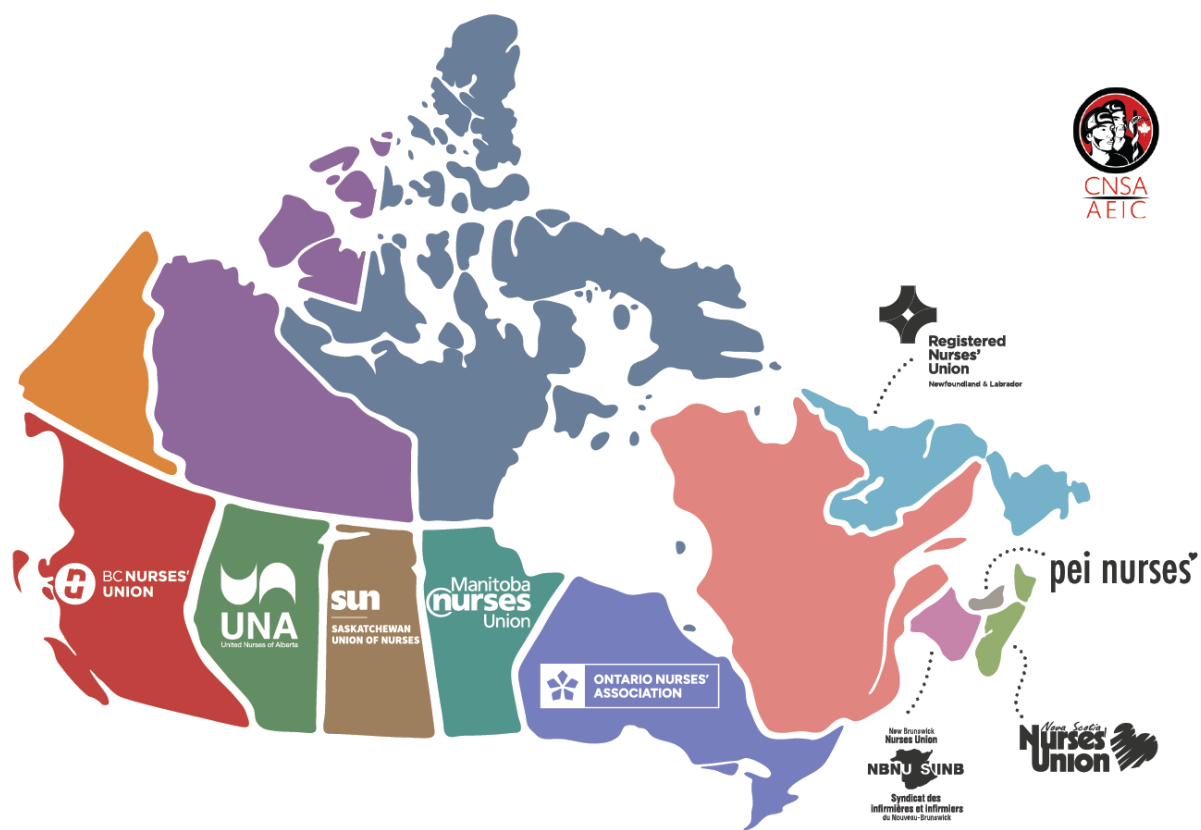 CNSA
AEIC
Registered
Nurses'
Union
Newfoundland & Labrador
pei nurses
BC NURSES'
UNION
UNA
United Nurses of Alberta
sun
SASKATCHEWAN
UNION OF NURSES
Manitoba
nurses
Union
ONTARIO NURSES'
ASSOCIATION
New Brunswick
Nurses Union
NBNU SIINB
Syndicat des
infirmières et infirmiers
du Nouveau-Brunswick
Nova Scotia
Nurses
Union